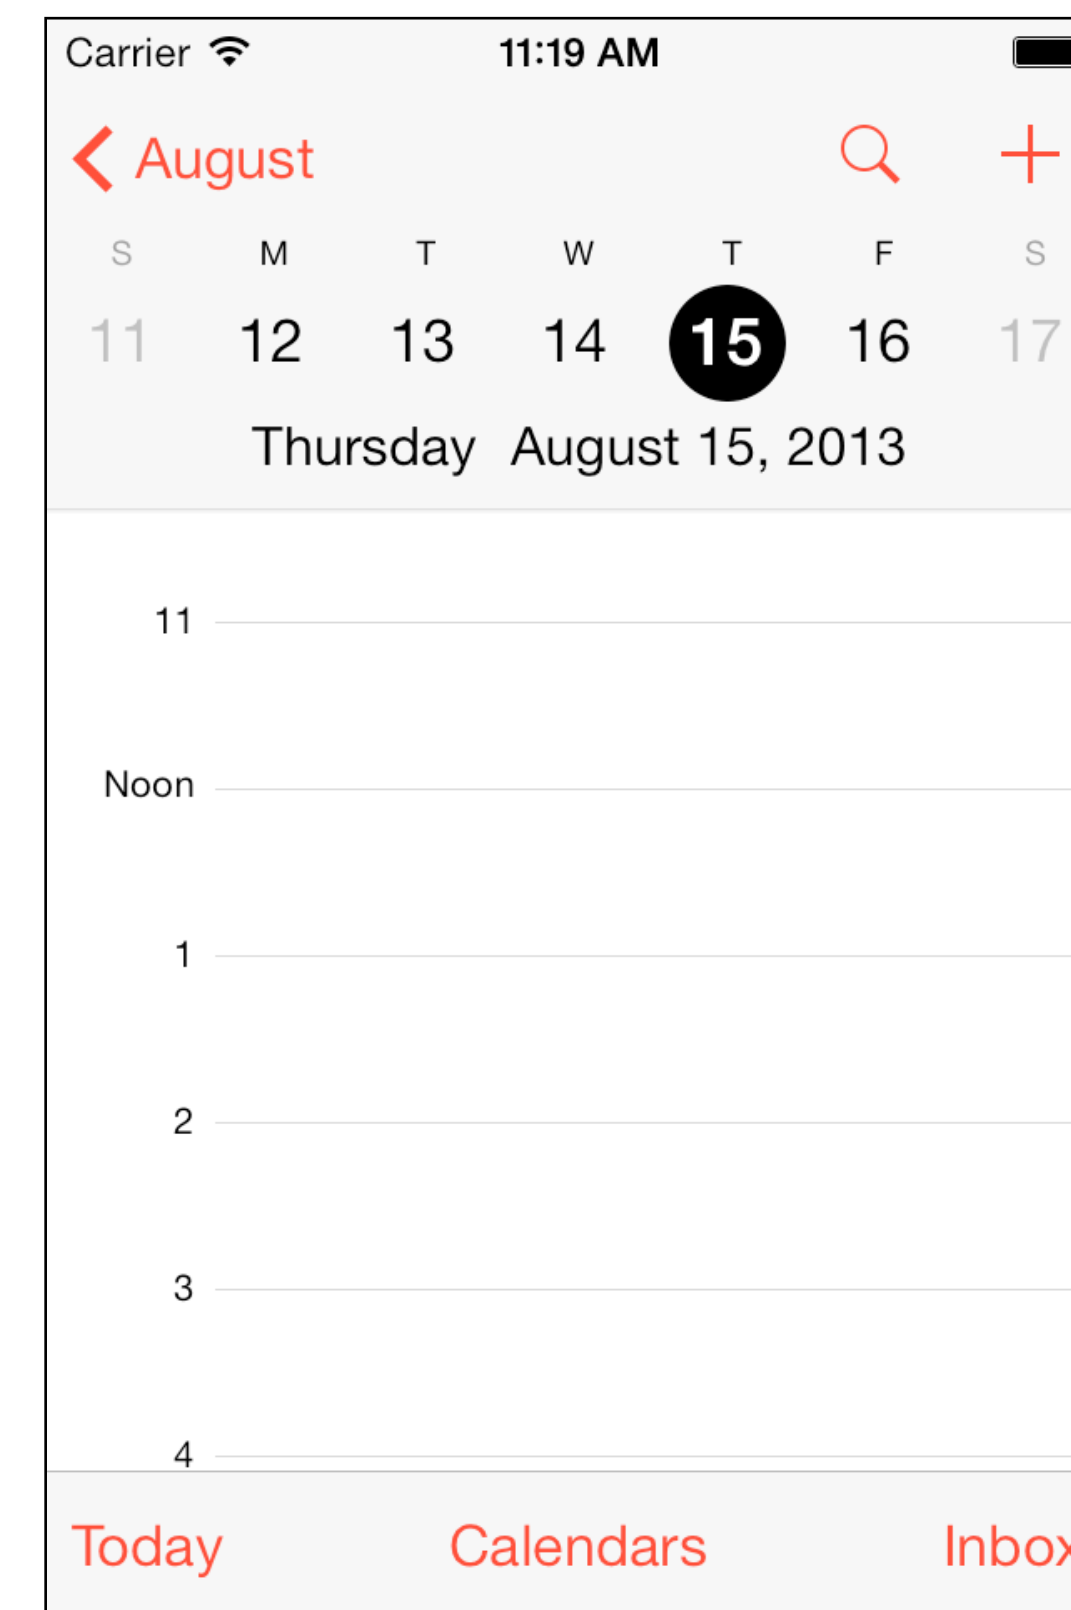 Carrier 11:19 AM
August
S M T W T F S
11 12 13 14 15 16 17
Thursday August 15, 2013
11
Noon
1
2
3
4
Today Calendars Inbox